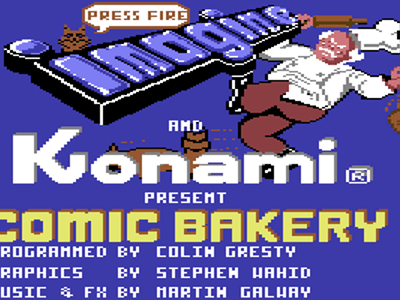 PRESS FIRE
imagine
AND
Konami ®
PRESENT
COMIC BAKERY
ROGRAMMED BY COLIN GRESTY
RAPHICS BY STEPHEN WAHID
USIC & FX BY MARTIN GALWAY